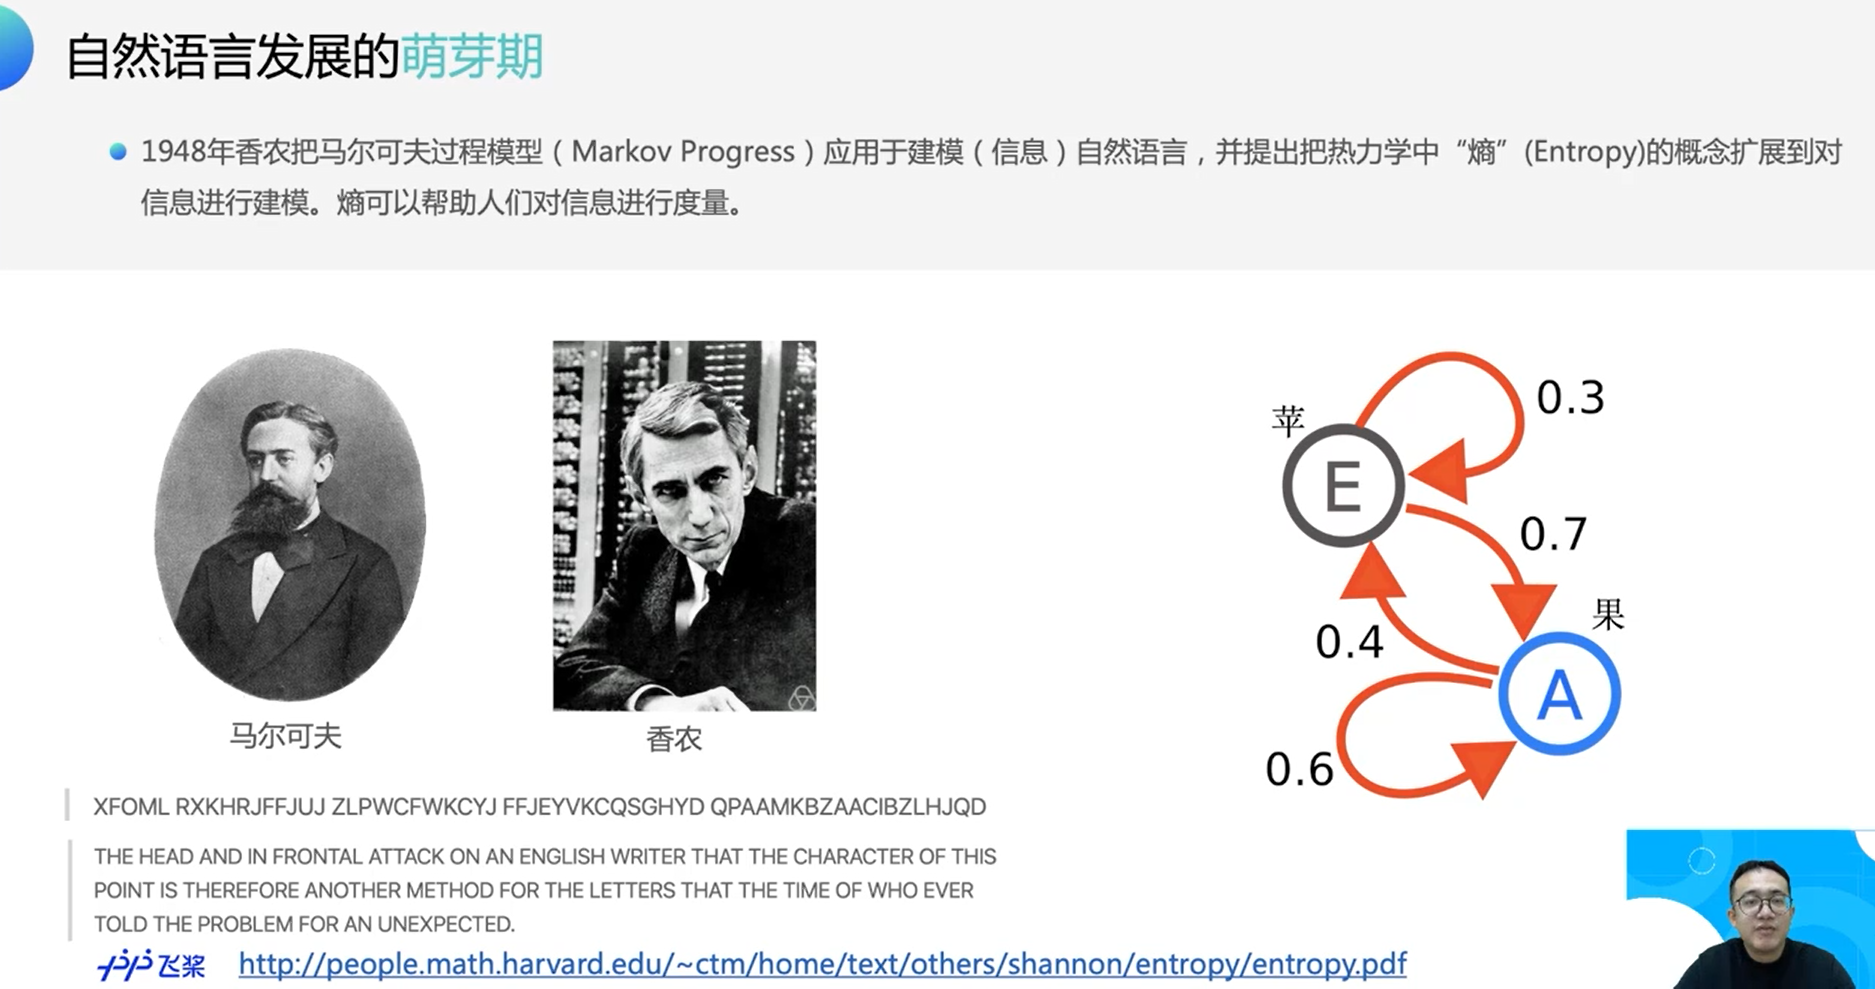 自然语言发展的萌芽期
1948年香农把马尔可夫过程模型（Markov Progress）应用于建模（信息）自然语言，并提出把热力学中“熵”(Entropy)的概念扩展到对
信息进行建模。熵可以帮助人们对信息进行度量。
苹
0.3
E
0.7
果
0.4
A
0.6
马尔可夫
香农
XFOML RXKHRJFFJUJ ZLPWCFWKCYJ FFJEYVKCQSGHYD QPAAMKBZAACIBZLHJQD
THE HEAD AND IN FRONTAL ATTACK ON AN ENGLISH WRITER THAT THE CHARACTER OF THIS
POINT IS THEREFORE ANOTHER METHOD FOR THE LETTERS THAT THE TIME OF WHO EVER
TOLD THE PROBLEM FOR AN UNEXPECTED.
飞桨
http://people.math.harvard.edu/~ctm/home/text/others/shannon/entropy/entropy.pdf